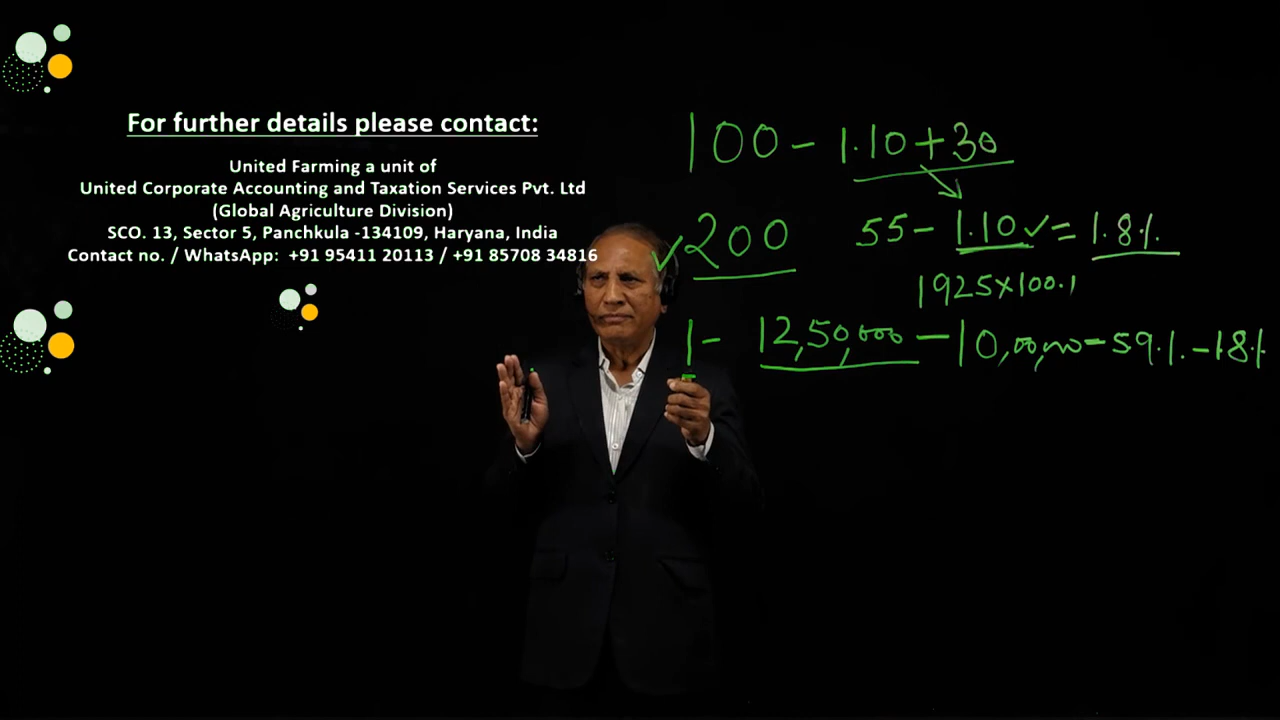 For further details please contact:
United Farming a unit of
United Corporate Accounting and Taxation Services Pvt. Ltd
(Global Agriculture Division)
SCO. 13, Sector 5, Panchkula -134109, Haryana, India
Contact no. / WhatsApp: +91 95411 20113 / +91 85708 34816
100 - 1.10 + 30
✓200 55 - 1.10 ✓ = 1.8%
1925 × 100.1
1 - 12,50,000 - 10,00,000 = 59% - 18%